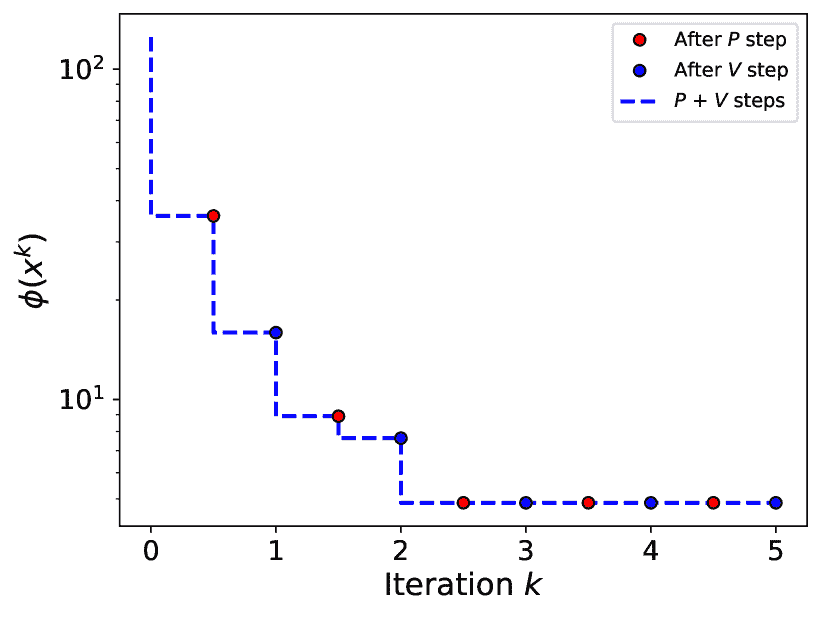 After P step
After V step
P + V steps
10²
10¹
ϕ(xᵏ)
0 1 2 3 4 5
Iteration k